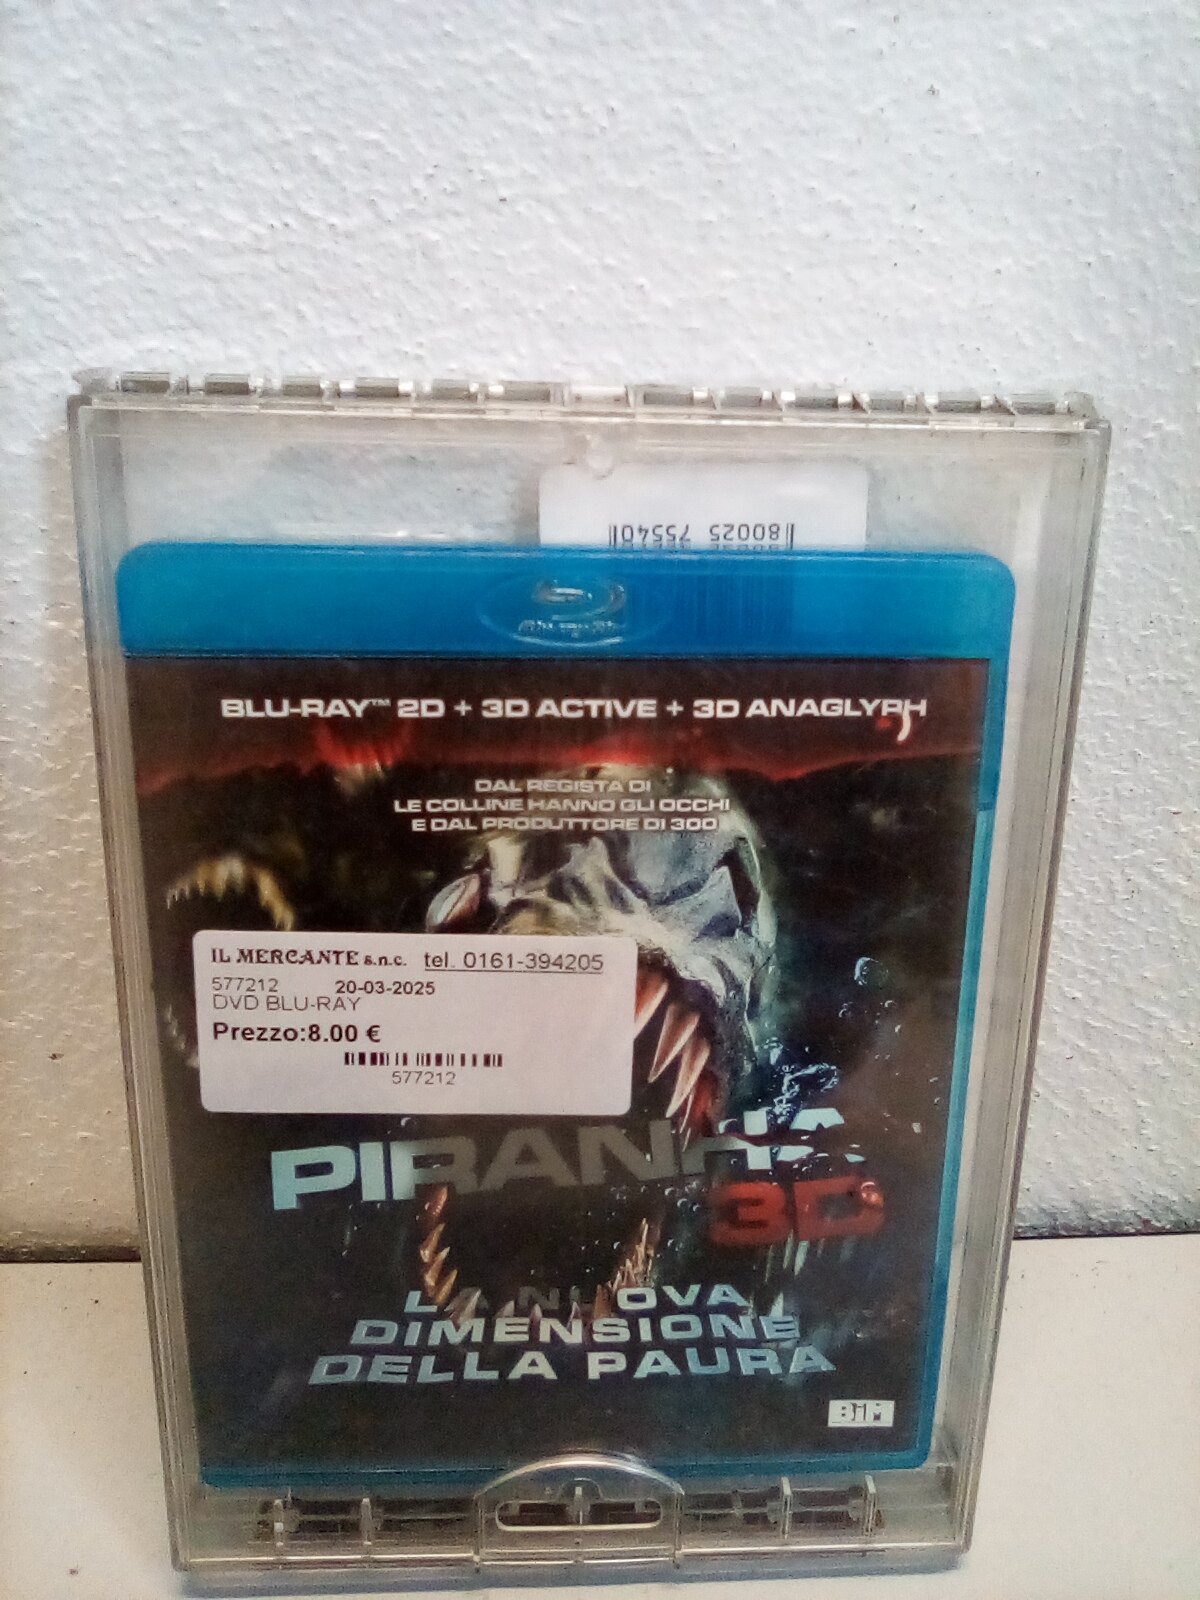 80025 75540
BLU-RAY™ 2D + 3D ACTIVE + 3D ANAGLYPH
DAL REGISTA DI
LE COLLINE HANNO GLI OCCHI
E DAL PRODUTTORE DI 300
IL MERCANTE s.n.c. tel. 0161-394205
577212 20-03-2025
DVD BLU-RAY
Prezzo:8.00 €
577212
PIRANHA
3D
LA NUOVA
DIMENSIONE
DELLA PAURA
BiM